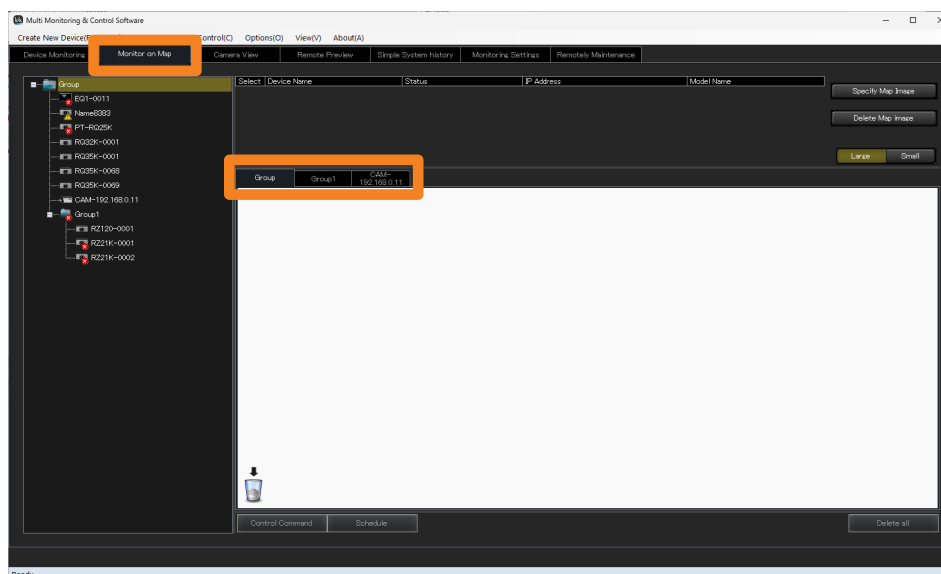 Multi Monitoring & Control Software
Create New Device(F) Control(C) Options(O) View(V) About(A)
Device Monitoring Monitor on Map Camera View Remote Preview Simple System history Monitoring Settings Remotely Maintenance
Group
EQ1-0011
Name8383
PT-RQ25K
RQ32K-0001
RQ35K-0001
RQ35K-0068
RQ35K-0069
CAM-192.168.0.11
Group1
RZ120-0001
RZ21K-0001
RZ21K-0002
Select Device Name Status IP Address Model Name
Specify Map Image
Delete Map image
Large Small
Group Group1 CAM-
192.168.0.11
Control Command Schedule Delete all
Ready